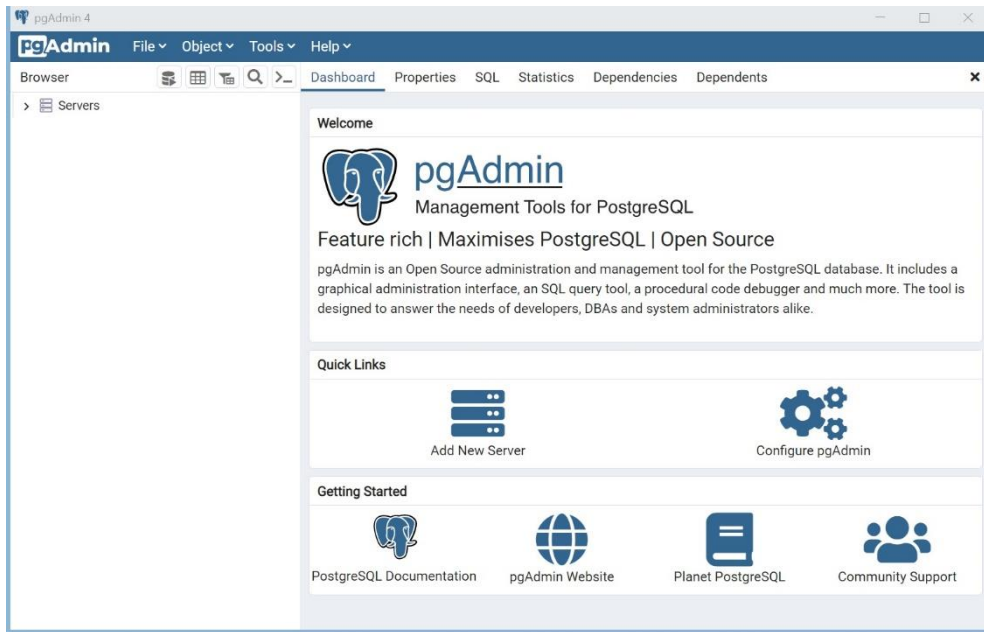 pgAdmin 4
pgAdmin File Object Tools Help
Browser
Dashboard Properties SQL Statistics Dependencies Dependents
Servers
Welcome
pgAdmin
Management Tools for PostgreSQL
Feature rich | Maximises PostgreSQL | Open Source
pgAdmin is an Open Source administration and management tool for the PostgreSQL database. It includes a
graphical administration interface, an SQL query tool, a procedural code debugger and much more. The tool is
designed to answer the needs of developers, DBAs and system administrators alike.
Quick Links
Add New Server
Configure pgAdmin
Getting Started
PostgreSQL Documentation
pgAdmin Website
Planet PostgreSQL
Community Support